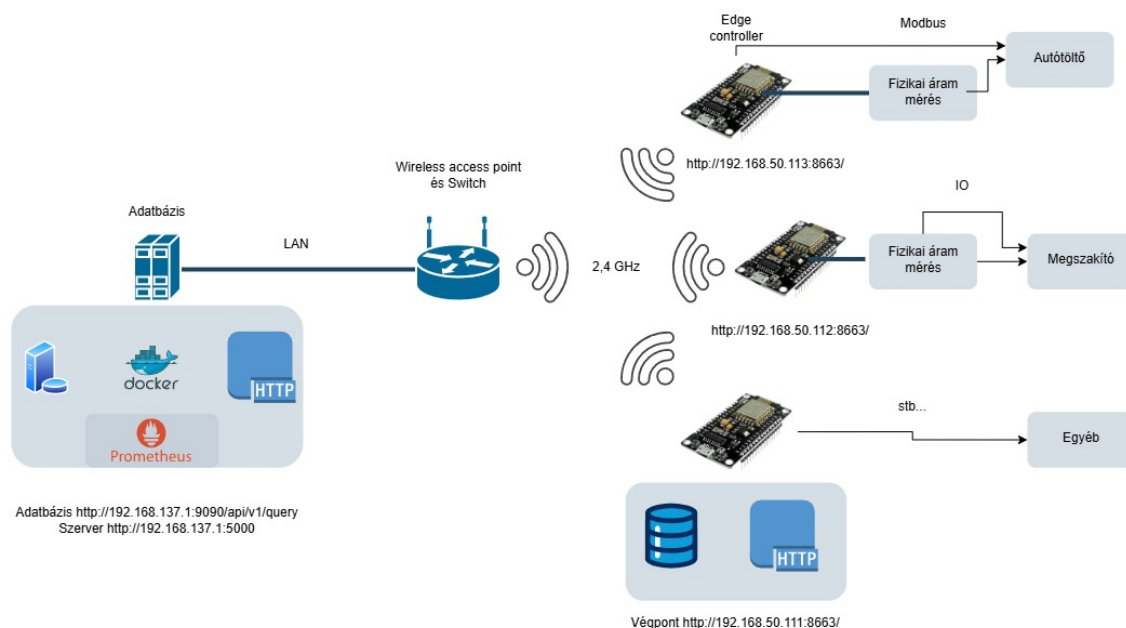 Edge
controller
Modbus
Autótöltő
Fizikai áram
mérés
http://192.168.50.113:8663/
Wireless access point
és Switch
Adatbázis
LAN
2,4 GHz
IO
Fizikai áram
mérés
Megszakító
http://192.168.50.112:8663/
docker
HTTP
Prometheus
stb...
Egyéb
Adatbázis http://192.168.137.1:9090/api/v1/query
Szerver http://192.168.137.1:5000
HTTP
Végpont http://192.168.50.111:8663/